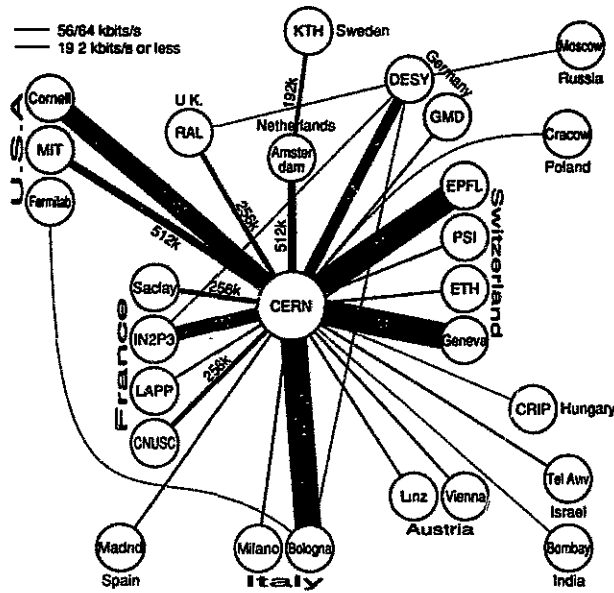 56/64 kbits/s
19 2 kbits/s or less
KTH Sweden
192k
Germany
DESY
Moscow
Russia
GMD
Cracow
Poland
U.S.A
Cornell
MIT
Fermilab
512k
U K.
RAL
256k
Netherlands
Amster
dam
512k
EPFL
PSI
ETH
Geneva
Switzerland
CERN
France
Saclay
256k
IN2P3
LAPP
256k
CNUSC
CRIP Hungary
Tel Aviv
Israel
Bombay
India
Linz
Vienna
Austria
Madrid
Spain
Milano
Bologna
Italy